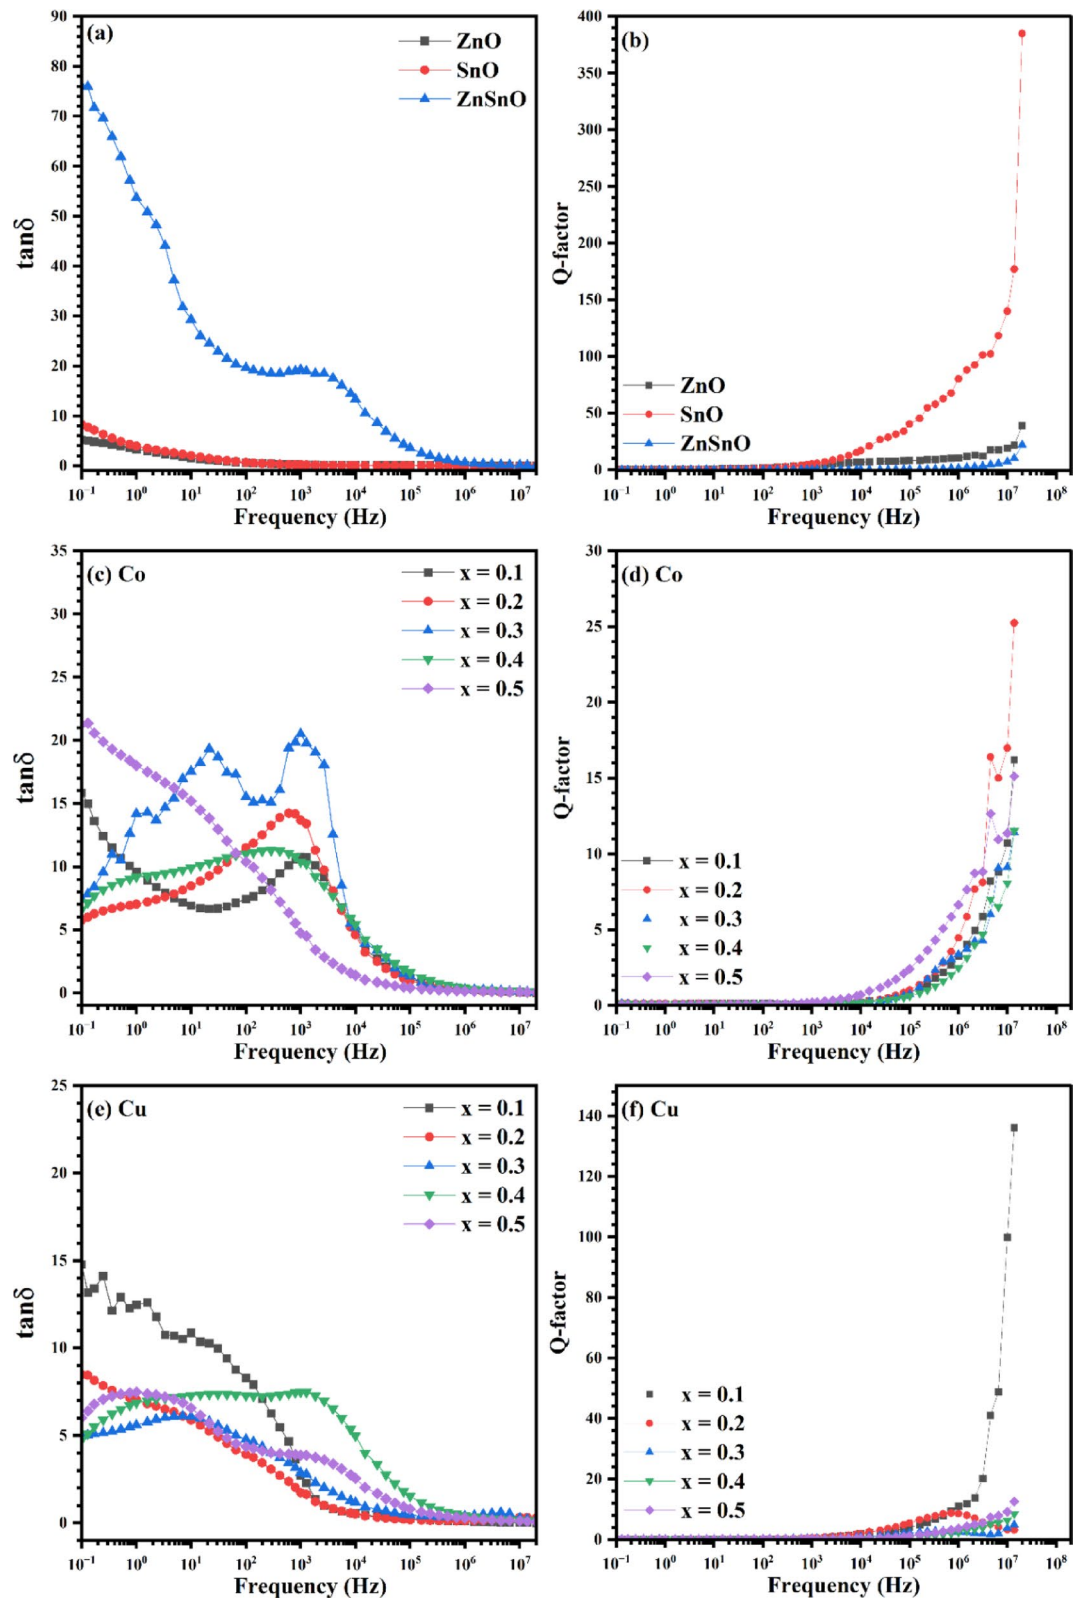 (a)
ZnO
SnO
ZnSnO
90
80
70
60
50
40
30
20
10
0
tanδ
10⁻¹ 10⁰ 10¹ 10² 10³ 10⁴ 10⁵ 10⁶ 10⁷
Frequency (Hz)
(b)
400
350
300
250
200
150
100
50
0
Q-factor
ZnO
SnO
ZnSnO
10⁻¹ 10⁰ 10¹ 10² 10³ 10⁴ 10⁵ 10⁶ 10⁷ 10⁸
Frequency (Hz)
(c) Co
x = 0.1
x = 0.2
x = 0.3
x = 0.4
x = 0.5
35
30
25
20
15
10
5
0
tanδ
10⁻¹ 10⁰ 10¹ 10² 10³ 10⁴ 10⁵ 10⁶ 10⁷
Frequency (Hz)
(d) Co
30
25
20
15
10
5
0
Q-factor
x = 0.1
x = 0.2
x = 0.3
x = 0.4
x = 0.5
10⁻¹ 10⁰ 10¹ 10² 10³ 10⁴ 10⁵ 10⁶ 10⁷ 10⁸
Frequency (Hz)
(e) Cu
x = 0.1
x = 0.2
x = 0.3
x = 0.4
x = 0.5
25
20
15
10
5
0
tanδ
10⁻¹ 10⁰ 10¹ 10² 10³ 10⁴ 10⁵ 10⁶ 10⁷
Frequency (Hz)
(f) Cu
140
120
100
80
60
40
20
0
Q-factor
x = 0.1
x = 0.2
x = 0.3
x = 0.4
x = 0.5
10⁻¹ 10⁰ 10¹ 10² 10³ 10⁴ 10⁵ 10⁶ 10⁷ 10⁸
Frequency (Hz)